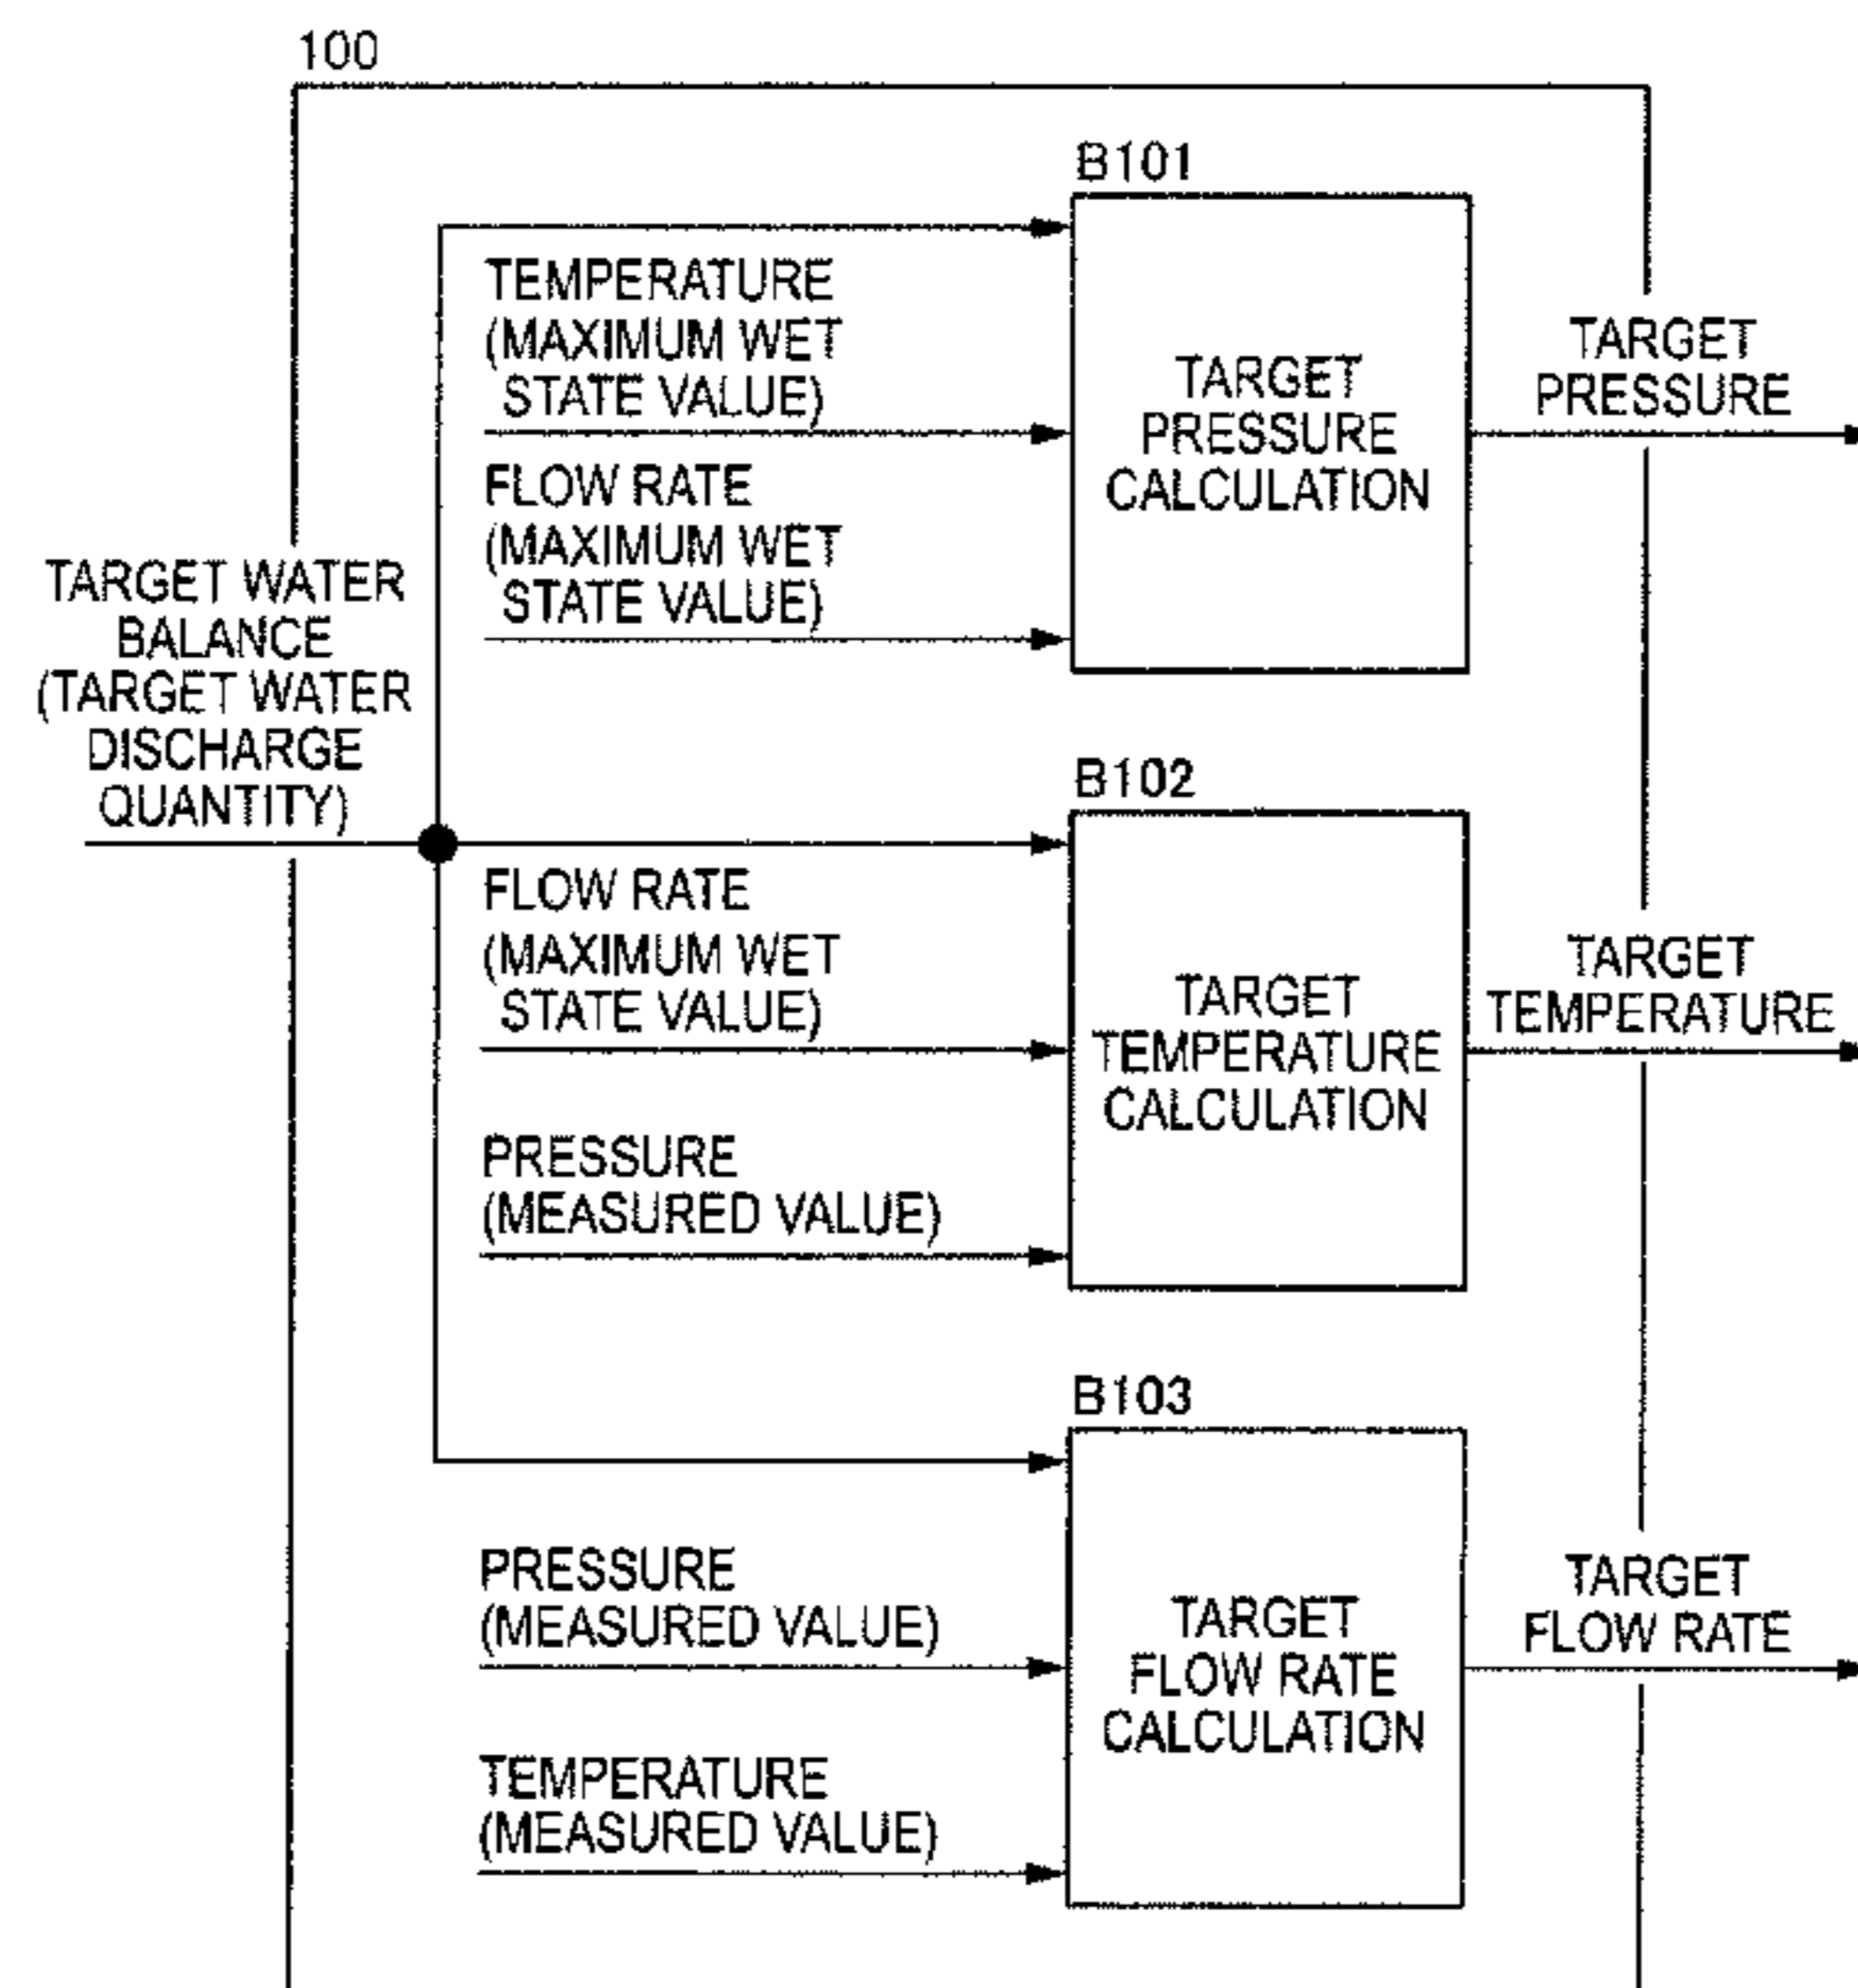 100
B101
TEMPERATURE
(MAXIMUM WET
STATE VALUE)
FLOW RATE
(MAXIMUM WET
STATE VALUE)
TARGET
PRESSURE
CALCULATION
TARGET
PRESSURE
TARGET WATER
BALANCE
(TARGET WATER
DISCHARGE
QUANTITY)
B102
FLOW RATE
(MAXIMUM WET
STATE VALUE)
PRESSURE
(MEASURED VALUE)
TARGET
TEMPERATURE
CALCULATION
TARGET
TEMPERATURE
B103
PRESSURE
(MEASURED VALUE)
TEMPERATURE
(MEASURED VALUE)
TARGET
FLOW RATE
CALCULATION
TARGET
FLOW RATE